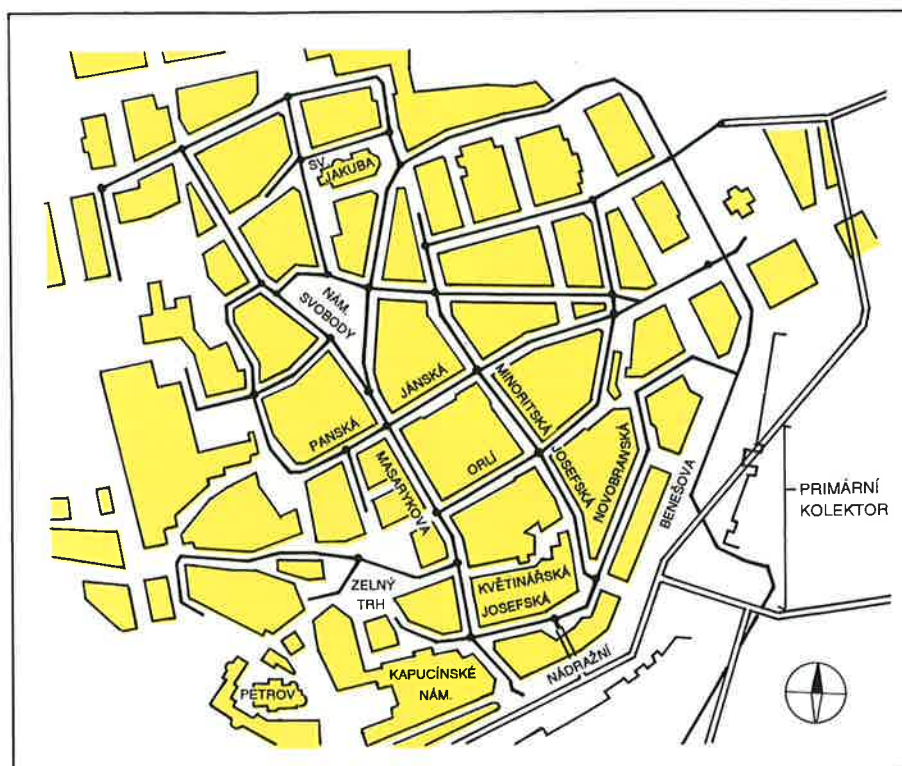 SV.
JAKUBA
NÁM.
SVOBODY
JÁNSKÁ
MINORITSKÁ
PANSKÁ
MASARYKOVA
ORLÍ
JOSEFSKÁ
NOVOBRANSKÁ
BENEŠOVA
PRIMÁRNÍ
KOLEKTOR
ZELNÝ
TRH
KVĚTINÁŘSKÁ
JOSEFSKÁ
NÁDRAŽNÍ
KAPUCÍNSKÉ
NÁM.
PETROV